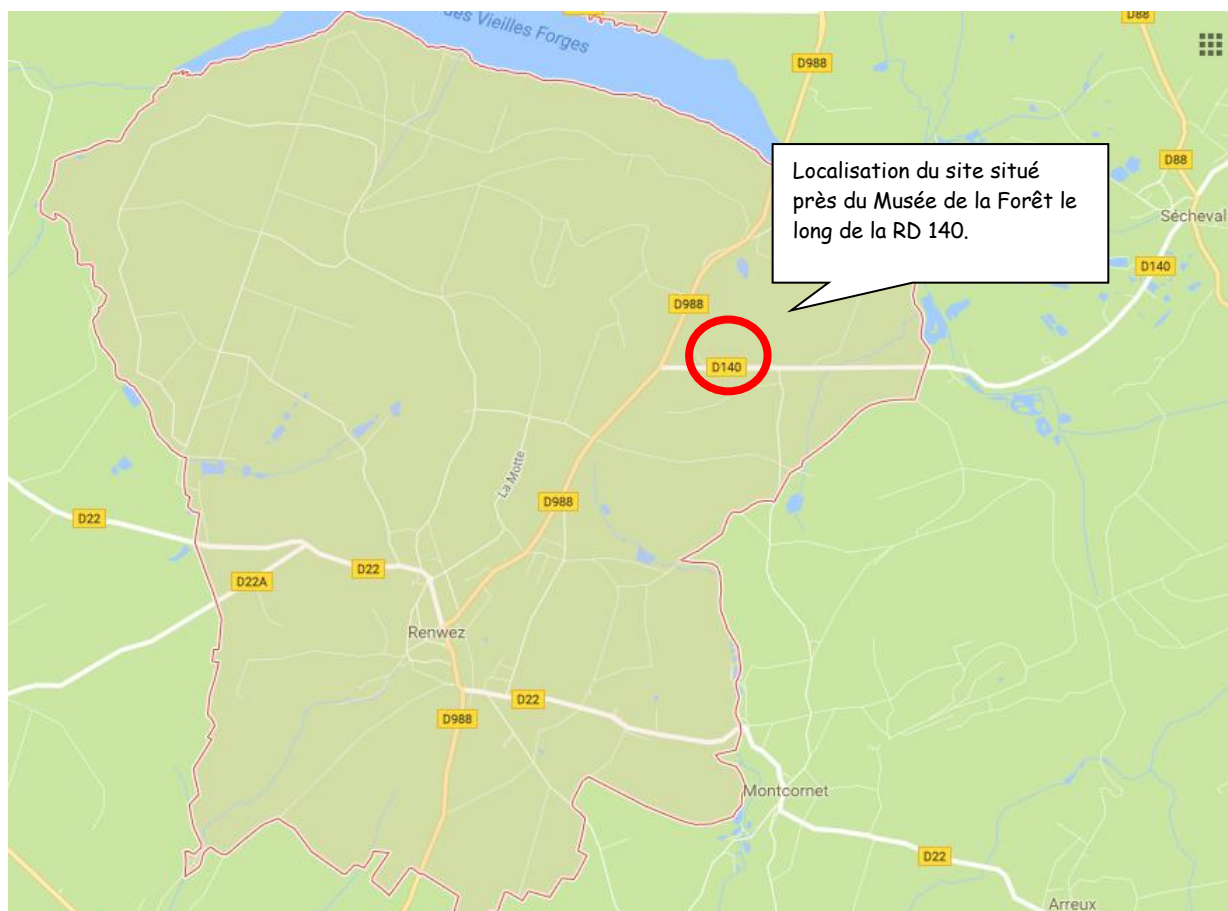 des Vieilles Forges
D88
D988
Localisation du site situé
près du Musée de la Forêt le
long de la RD 140.
D88
Sécheval
D140
D988
D140
La Motte
D988
D22
D22
D22A
Renwez
D22
D988
Montcornet
D22
Arreux